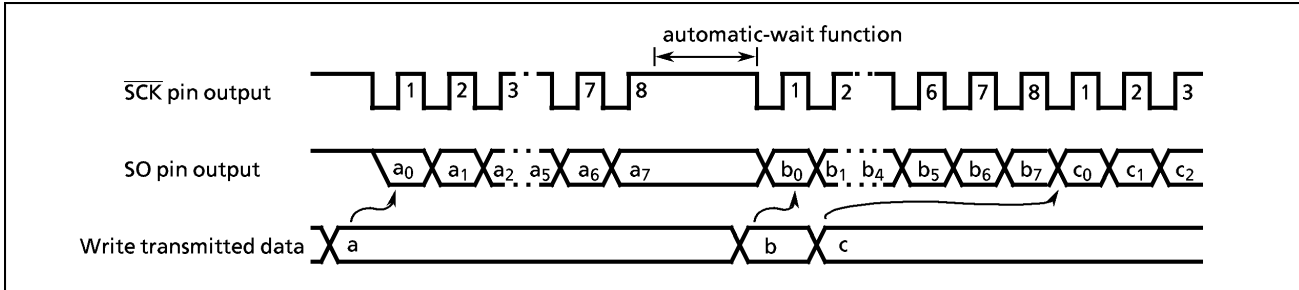 automatic-wait function
SCK pin output 1 2 3 7 8 1 2 6 7 8 1 2 3
SO pin output a0 a1 a2 a5 a6 a7 b0 b1 b4 b5 b6 b7 c0 c1 c2
Write transmitted data a b c